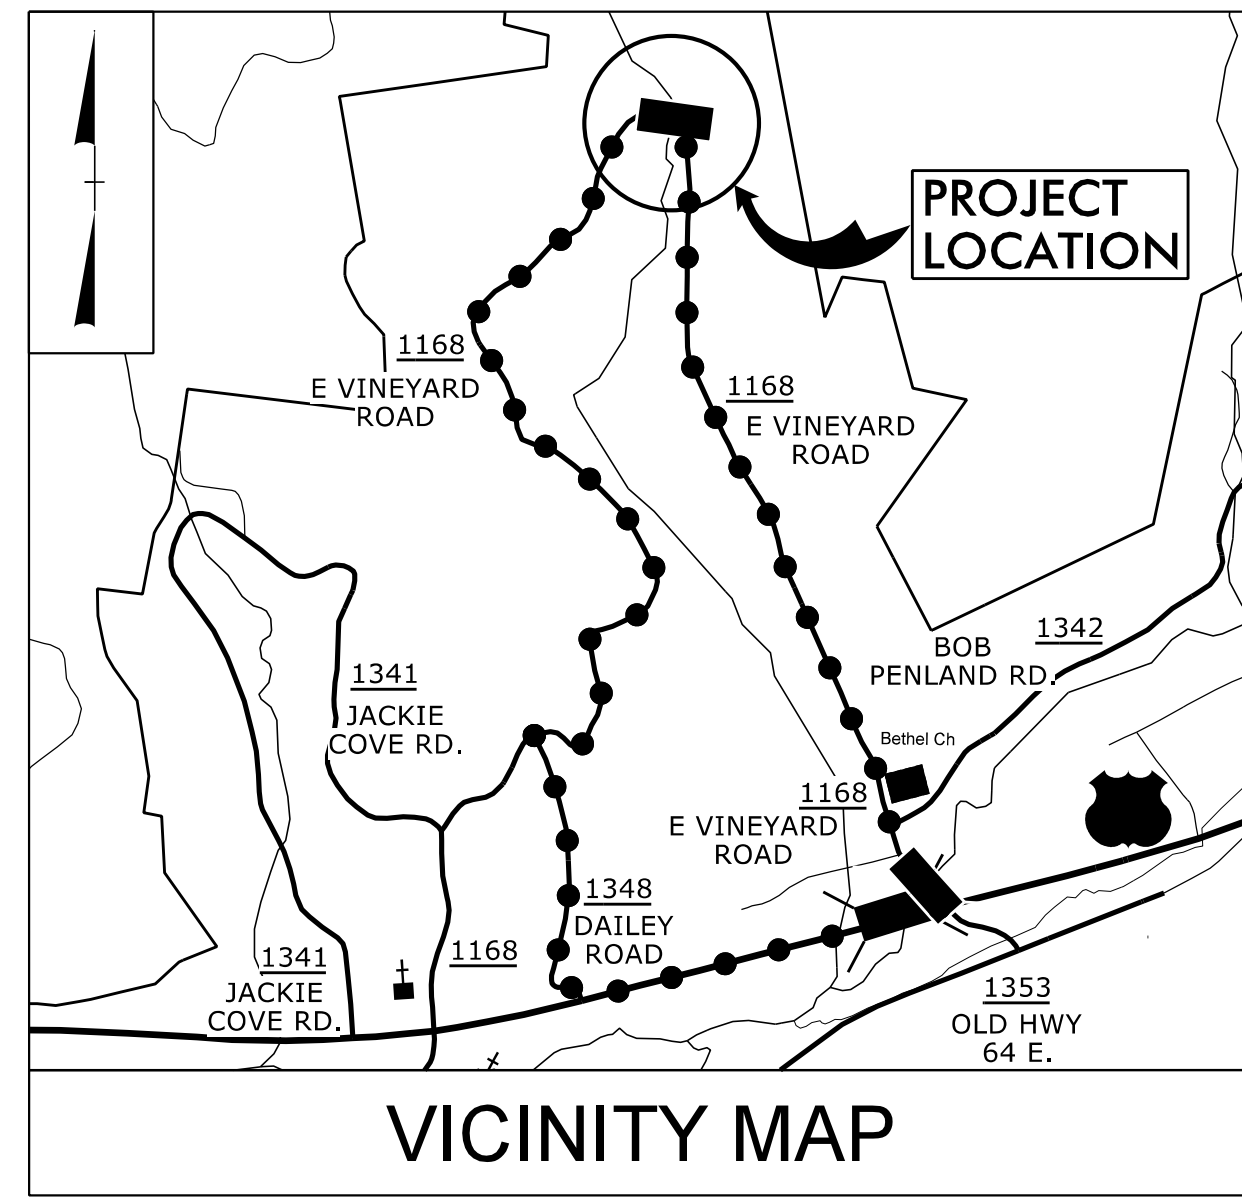 PROJECT
LOCATION
1168
E VINEYARD
ROAD
1168
E VINEYARD
ROAD
1342
BOB
PENLAND RD.
1341
JACKIE
COVE RD.
Bethel Ch
1168
E VINEYARD
ROAD
1348
DAILEY
ROAD
1168
1341
JACKIE
COVE RD.
1353
OLD HWY
64 E.
VICINITY MAP